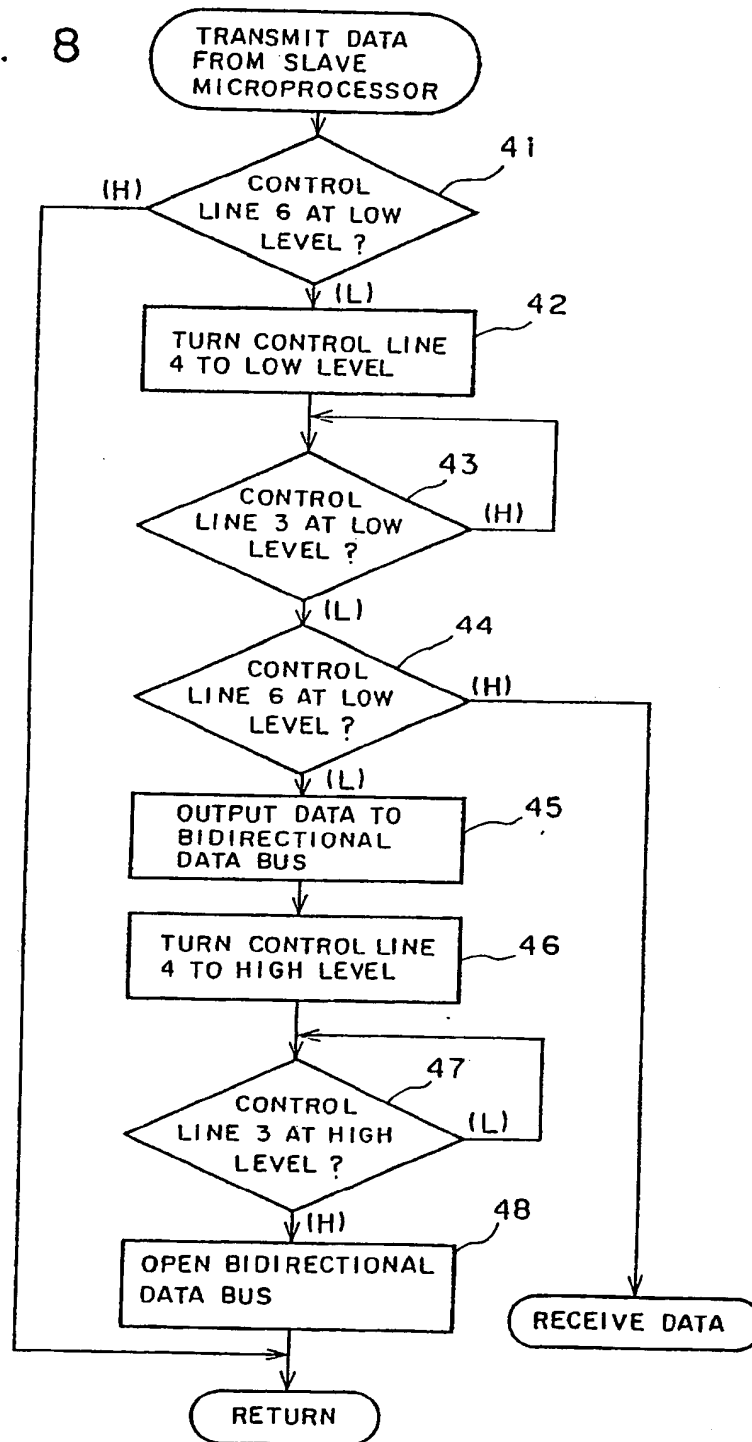 . 8
TRANSMIT DATA
FROM SLAVE
MICROPROCESSOR
41
(H)
CONTROL
LINE 6 AT LOW
LEVEL ?
(L)
42
TURN CONTROL LINE
4 TO LOW LEVEL
43
CONTROL
LINE 3 AT LOW
LEVEL ?
(H)
(L)
44
CONTROL
LINE 6 AT LOW
LEVEL ?
(H)
(L)
45
OUTPUT DATA TO
BIDIRECTIONAL
DATA BUS
46
TURN CONTROL LINE
4 TO HIGH LEVEL
47
CONTROL
LINE 3 AT HIGH
LEVEL ?
(L)
(H)
48
OPEN BIDIRECTIONAL
DATA BUS
RECEIVE DATA
RETURN